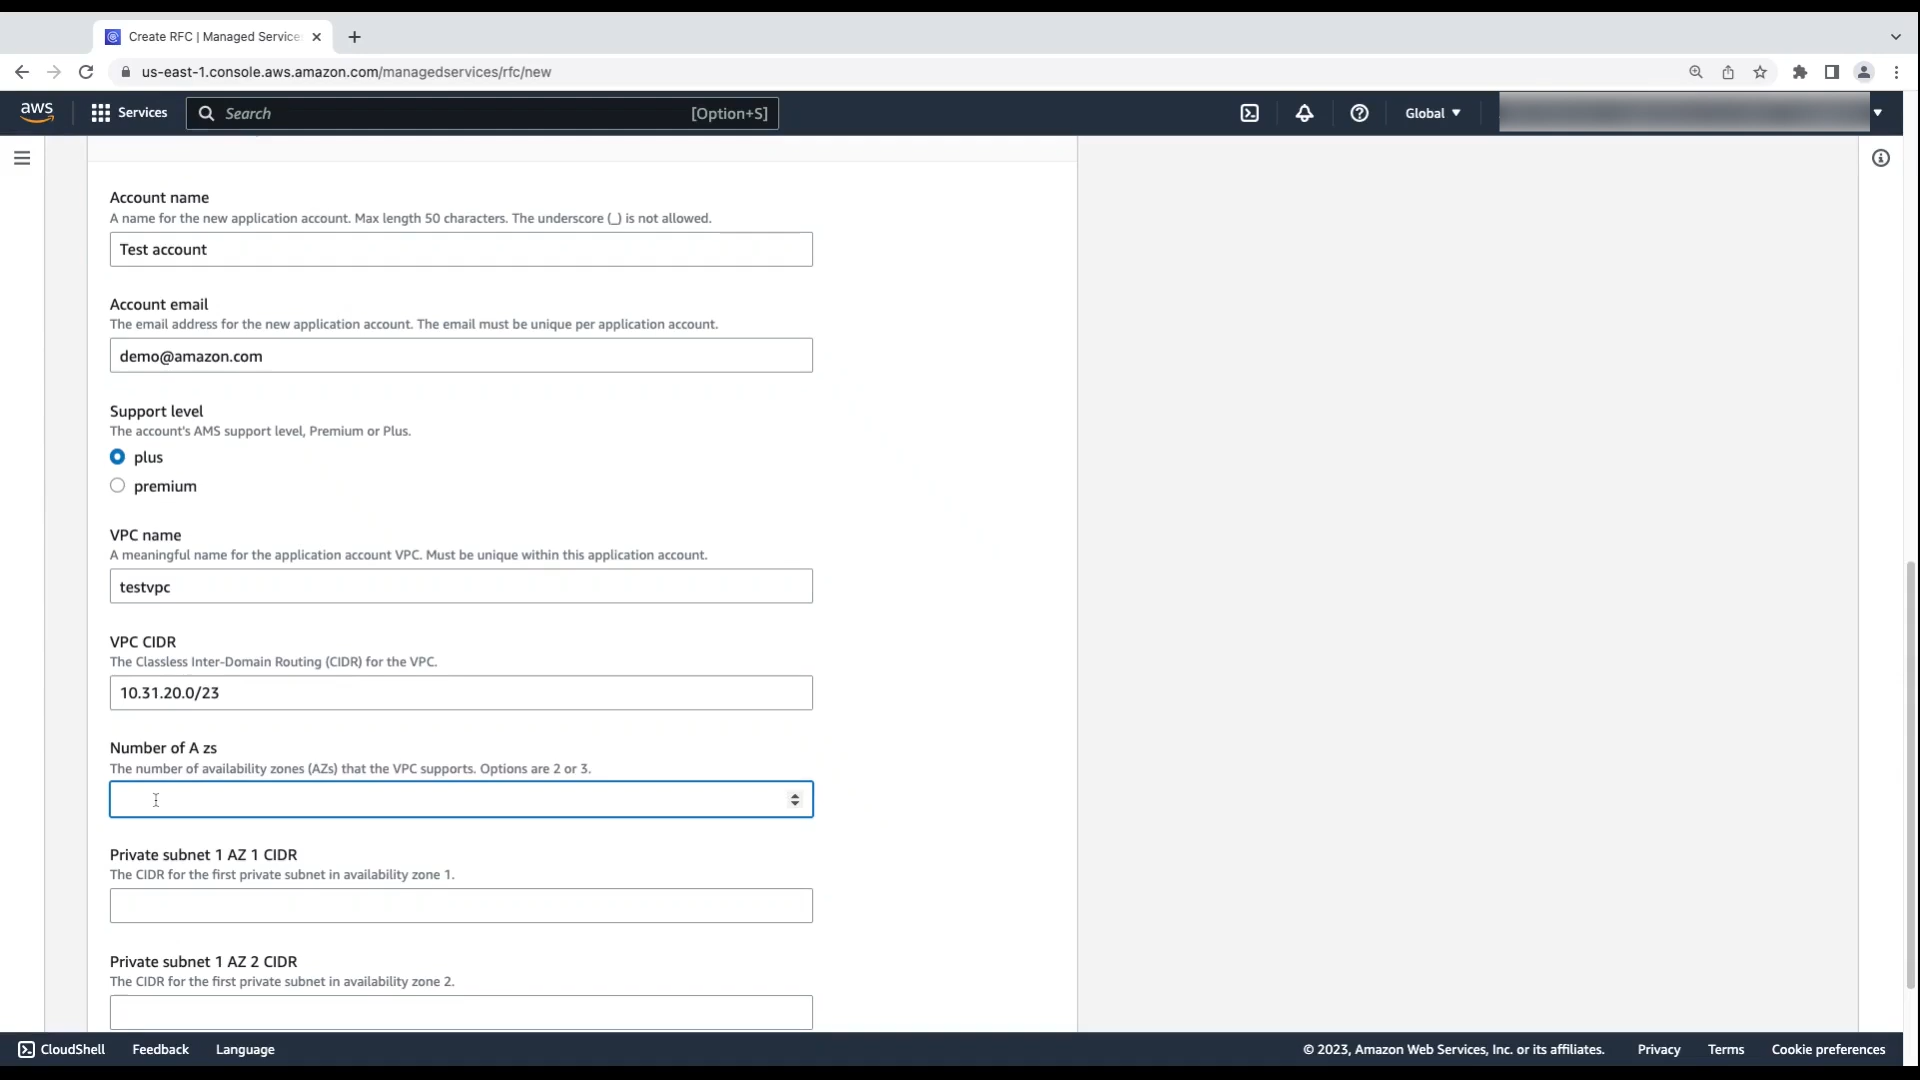 Create RFC | Managed Service
us-east-1.console.aws.amazon.com/managedservices/rfc/new
aws
Services
Search
[Option+S]
Global
Account name
A name for the new application account. Max length 50 characters. The underscore (_) is not allowed.
Test account
Account email
The email address for the new application account. The email must be unique per application account.
demo@amazon.com
Support level
The account's AMS support level, Premium or Plus.
plus
premium
VPC name
A meaningful name for the application account VPC. Must be unique within this application account.
testvpc
VPC CIDR
The Classless Inter-Domain Routing (CIDR) for the VPC.
10.31.20.0/23
Number of A zs
The number of availability zones (AZs) that the VPC supports. Options are 2 or 3.
Private subnet 1 AZ 1 CIDR
The CIDR for the first private subnet in availability zone 1.
Private subnet 1 AZ 2 CIDR
The CIDR for the first private subnet in availability zone 2.
CloudShell
Feedback
Language
© 2023, Amazon Web Services, Inc. or its affiliates.
Privacy
Terms
Cookie preferences